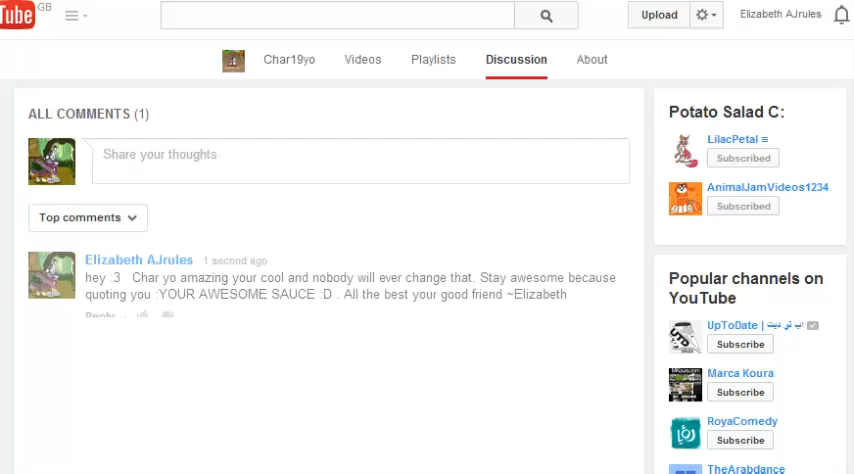 Tube GB
Upload
Elizabeth AJrules
Char19yo Videos Playlists Discussion About
ALL COMMENTS (1)
Share your thoughts
Top comments
Elizabeth AJrules 1 second ago
hey :3 Char yo amazing your cool and nobody will ever change that. Stay awesome because
quoting you :YOUR AWESOME SAUCE :D . All the best your good friend ~Elizabeth
Reply
Potato Salad C:
LilacPetal ≡
Subscribed
AnimalJamVideos1234
Subscribed
Popular channels on
YouTube
UpToDate | اب تي ديت
Subscribe
Marca Koura
Subscribe
RoyaComedy
Subscribe
TheArabdance